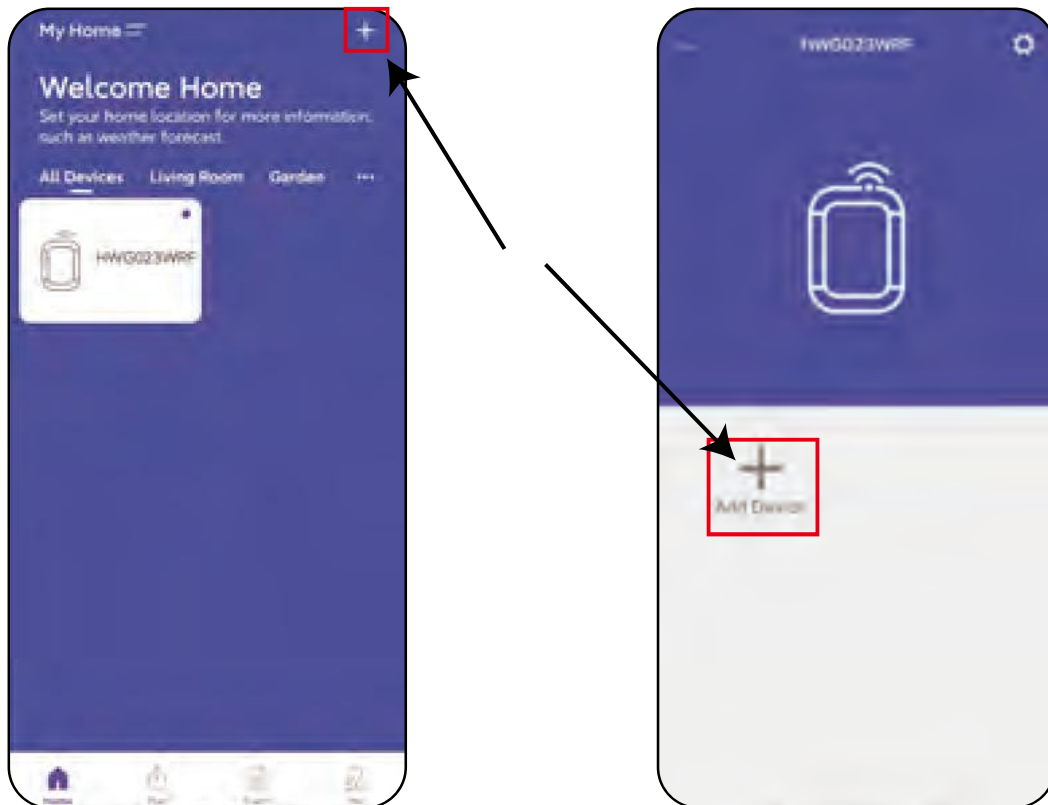 My Home
Welcome Home
Set your home location for more information,
such as weather forecast.
All Devices Living Room Garden ...
HWG023WRF
Home
HWG023WRF
Add Device